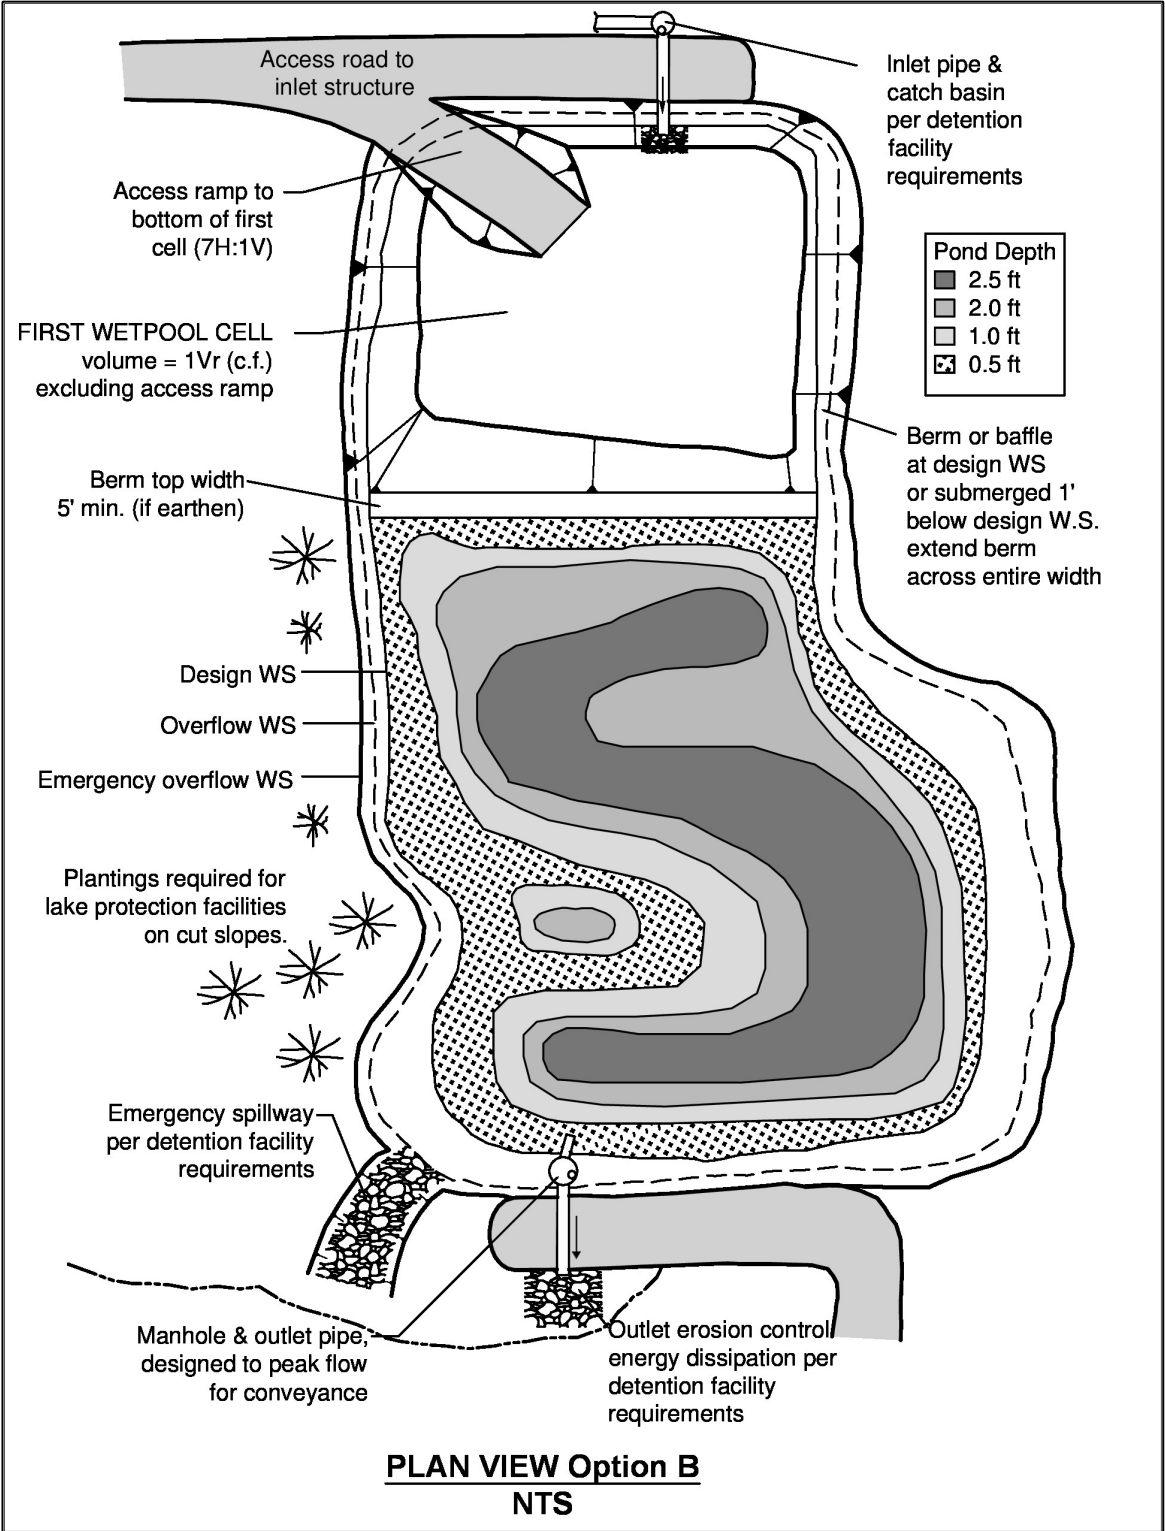 Access road to
inlet structure
Inlet pipe &
catch basin
per detention
facility
requirements
Access ramp to
bottom of first
cell (7H:1V)
Pond Depth
2.5 ft
2.0 ft
1.0 ft
0.5 ft
FIRST WETPOOL CELL
volume = 1Vr (c.f.)
excluding access ramp
Berm or baffle
at design WS
or submerged 1'
below design W.S.
extend berm
across entire width
Berm top width
5' min. (if earthen)
Design WS
Overflow WS
Emergency overflow WS
Plantings required for
lake protection facilities
on cut slopes.
Emergency spillway
per detention facility
requirements
Manhole & outlet pipe,
designed to peak flow
for conveyance
Outlet erosion control
energy dissipation per
detention facility
requirements
PLAN VIEW Option B
NTS